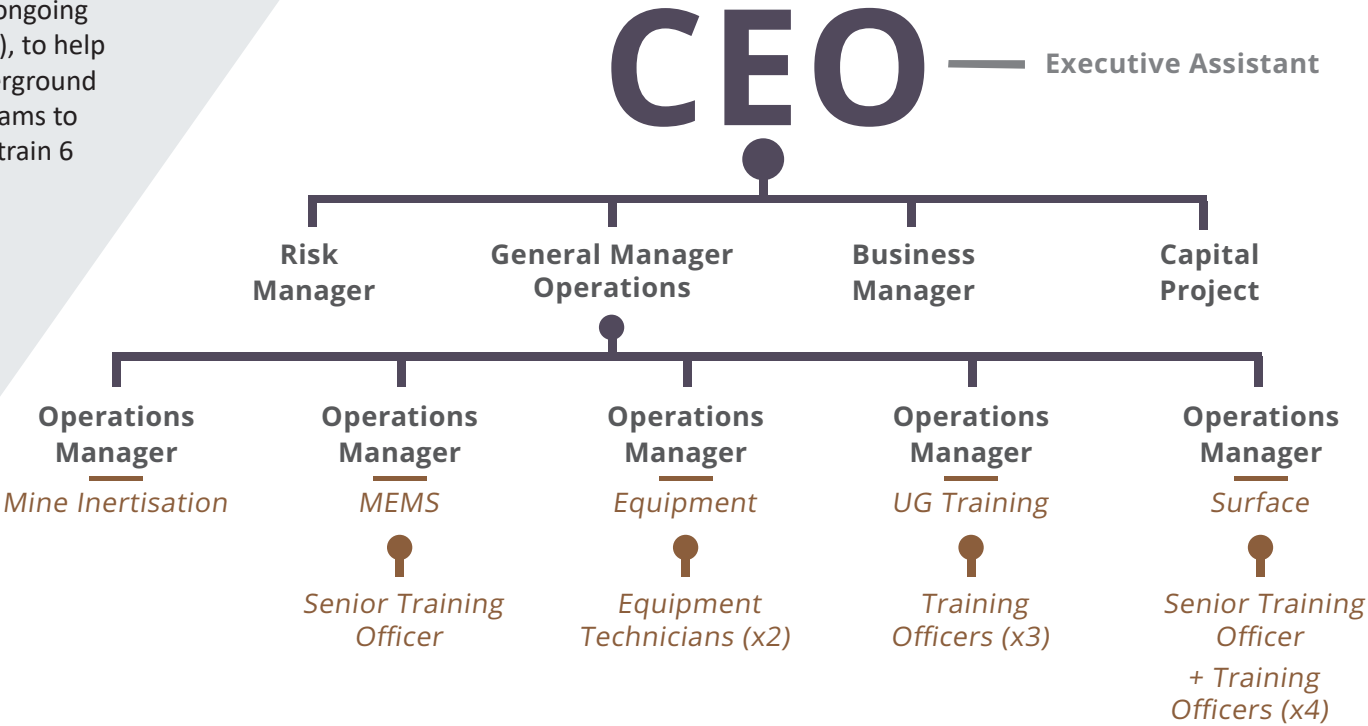 ongoing
), to help
erground
ams to
train 6
CEO
Executive Assistant
Risk
Manager
General Manager
Operations
Business
Manager
Capital
Project
Operations
Manager
Mine Inertisation
Operations
Manager
MEMS
Senior Training
Officer
Operations
Manager
Equipment
Equipment
Technicians (x2)
Operations
Manager
UG Training
Training
Officers (x3)
Operations
Manager
Surface
Senior Training
Officer
+ Training
Officers (x4)